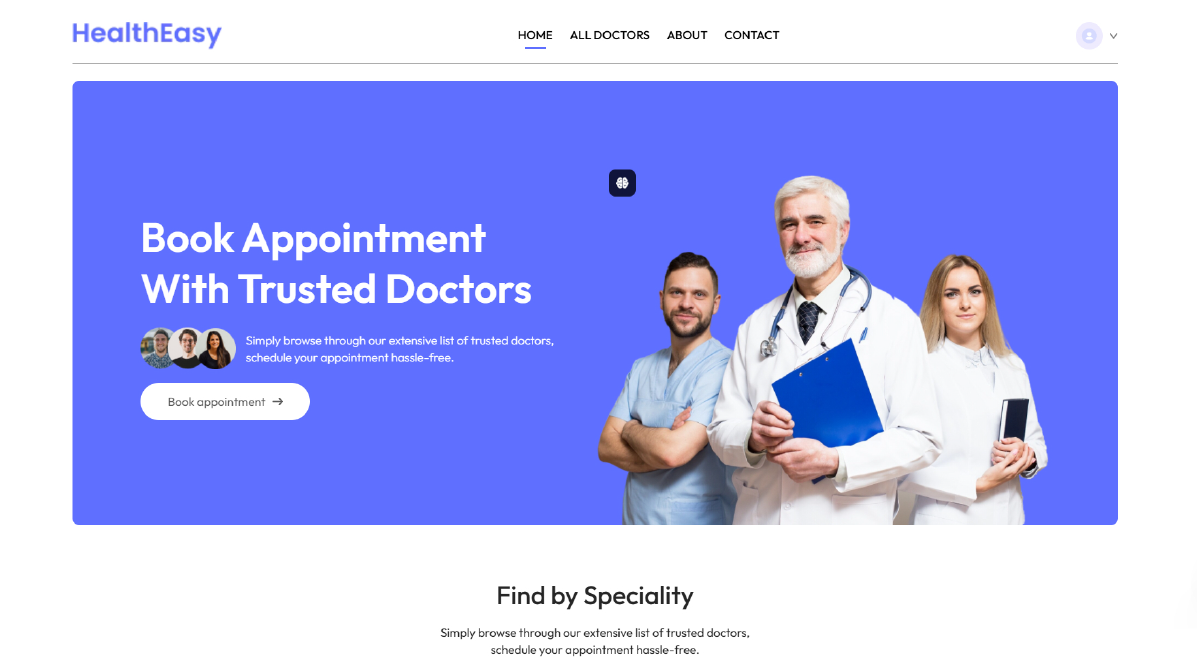 HealthEasy
HOME
ALL DOCTORS
ABOUT
CONTACT
Book Appointment
With Trusted Doctors
Simply browse through our extensive list of trusted doctors,
schedule your appointment hassle-free.
Book appointment →
Find by Speciality
Simply browse through our extensive list of trusted doctors,
schedule your appointment hassle-free.